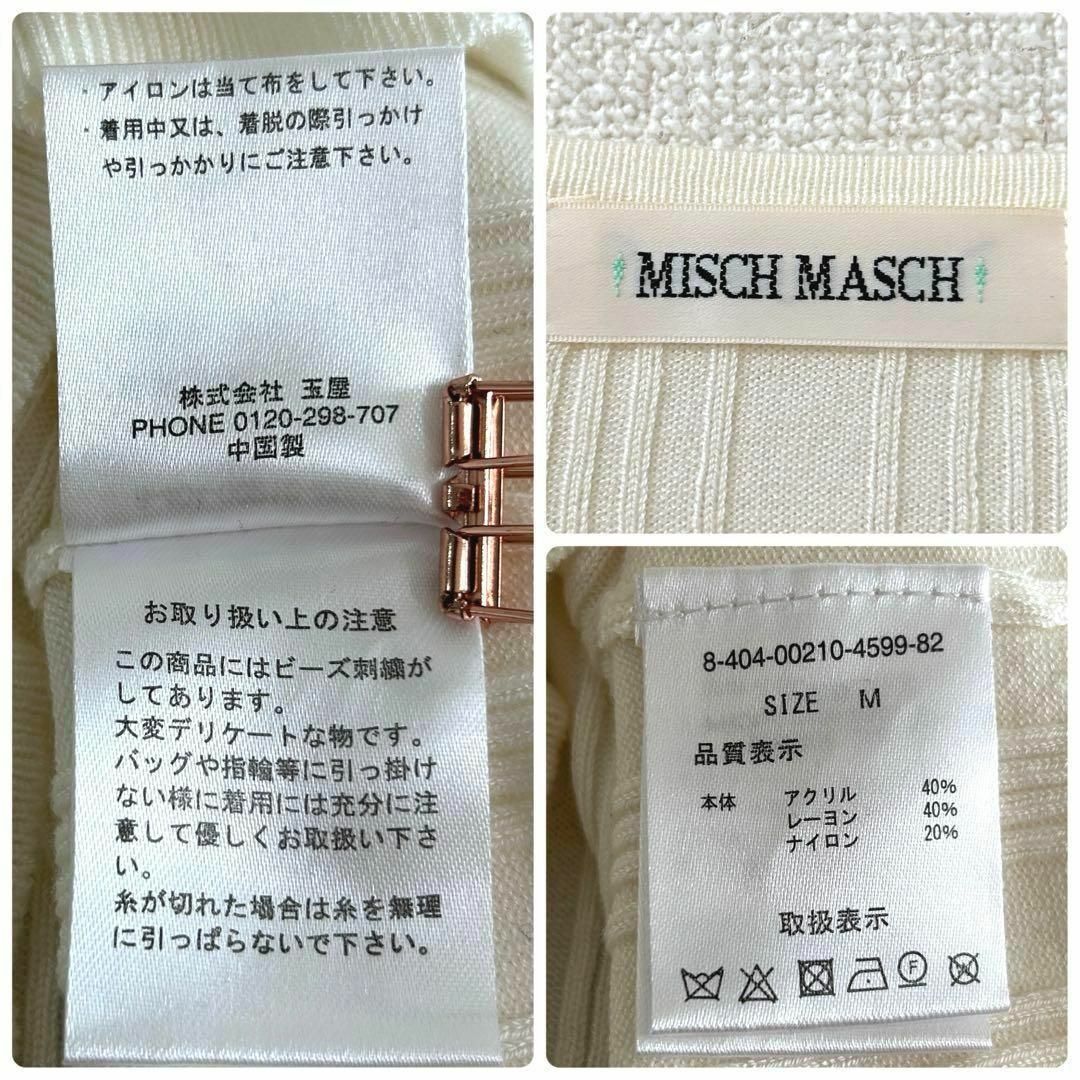 ・アイロンは当て布をして下さい。
・着用中又は、着脱の際引っかけ
や引っかかりにご注意下さい。
株式会社 玉屋
PHONE 0120-298-707
中国製
お取り扱い上の注意
この商品にはビーズ刺繍が
してあります。
大変デリケートな物です。
バッグや指輪等に引っ掛け
ない様に着用には充分に注
意して優しくお取扱い下さ
い。
糸が切れた場合は糸を無理
に引っぱらないで下さい。
MISCH MASCH
8-404-00210-4599-82
SIZE M
品質表示
本体 アクリル 40%
レーヨン 40%
ナイロン 20%
取扱表示
F